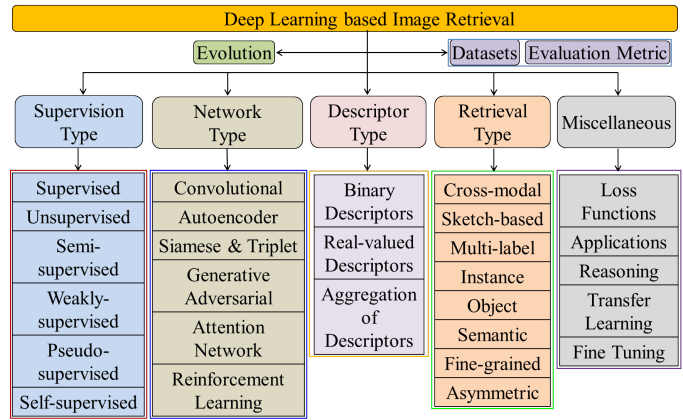 Deep Learning based Image Retrieval
Evolution
Datasets
Evaluation Metric
Supervision
Type
Network
Type
Descriptor
Type
Retrieval
Type
Miscellaneous
Supervised
Unsupervised
Semi-
supervised
Weakly-
supervised
Pseudo-
supervised
Self-supervised
Convolutional
Autoencoder
Siamese & Triplet
Generative
Adversarial
Attention
Network
Reinforcement
Learning
Binary
Descriptors
Real-valued
Descriptors
Aggregation
of
Descriptors
Cross-modal
Sketch-based
Multi-label
Instance
Object
Semantic
Fine-grained
Asymmetric
Loss
Functions
Applications
Reasoning
Transfer
Learning
Fine Tuning